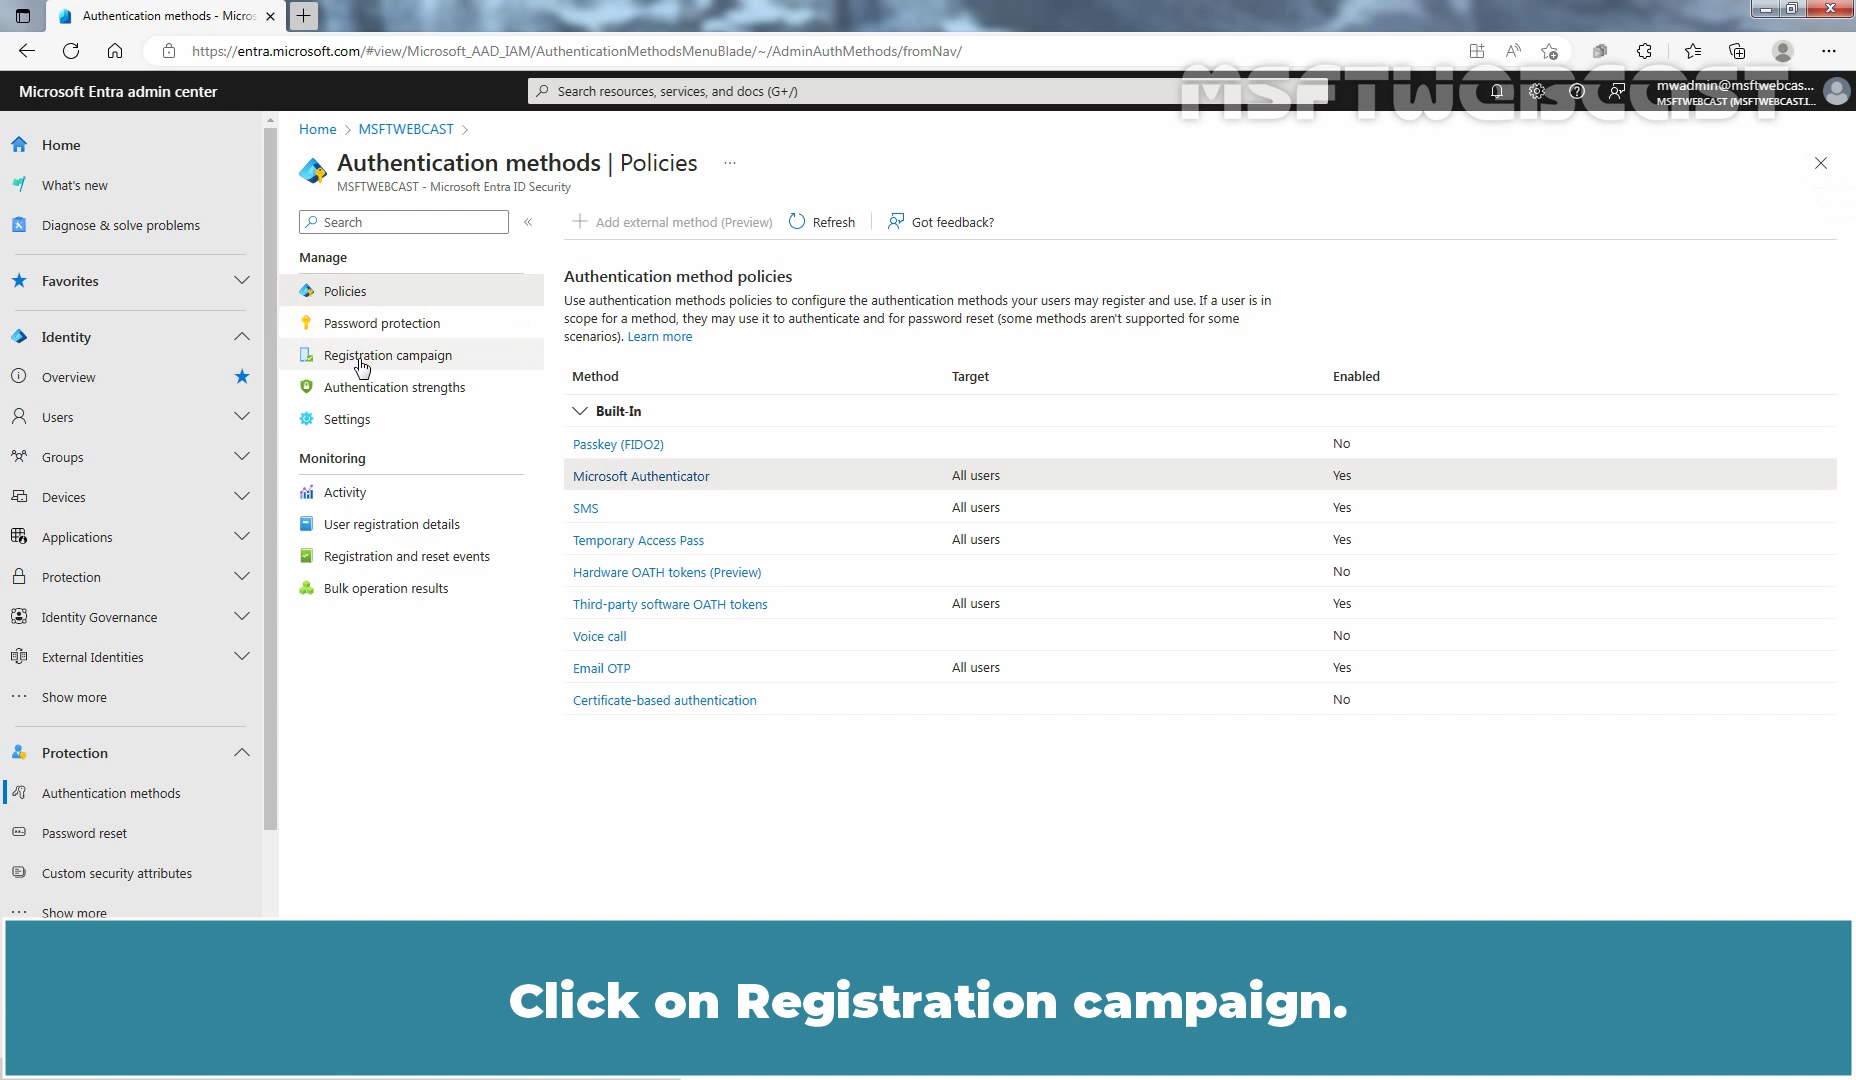 Authentication methods - Micros
https://entra.microsoft.com/#view/Microsoft_AAD_IAM/AuthenticationMethodsMenuBlade/~/AdminAuthMethods/fromNav/
Microsoft Entra admin center
Search resources, services, and docs (G+/)
mwadmin@msftwebcas...
MSFTWEBCAST (MSFTWEBCAST.I...
MSFTWEBCAST
Home
What's new
Diagnose & solve problems
Favorites
Identity
Overview
Users
Groups
Devices
Applications
Protection
Identity Governance
External Identities
Show more
Protection
Authentication methods
Password reset
Custom security attributes
Show more
Home > MSFTWEBCAST >
Authentication methods | Policies ...
MSFTWEBCAST - Microsoft Entra ID Security
Search
Manage
Policies
Password protection
Registration campaign
Authentication strengths
Settings
Monitoring
Activity
User registration details
Registration and reset events
Bulk operation results
Add external method (Preview) Refresh Got feedback?
Authentication method policies
Use authentication methods policies to configure the authentication methods your users may register and use. If a user is in
scope for a method, they may use it to authenticate and for password reset (some methods aren't supported for some
scenarios). Learn more
Method Target Enabled
Built-In
Passkey (FIDO2) No
Microsoft Authenticator All users Yes
SMS All users Yes
Temporary Access Pass All users Yes
Hardware OATH tokens (Preview) No
Third-party software OATH tokens All users Yes
Voice call No
Email OTP All users Yes
Certificate-based authentication No
Click on Registration campaign.